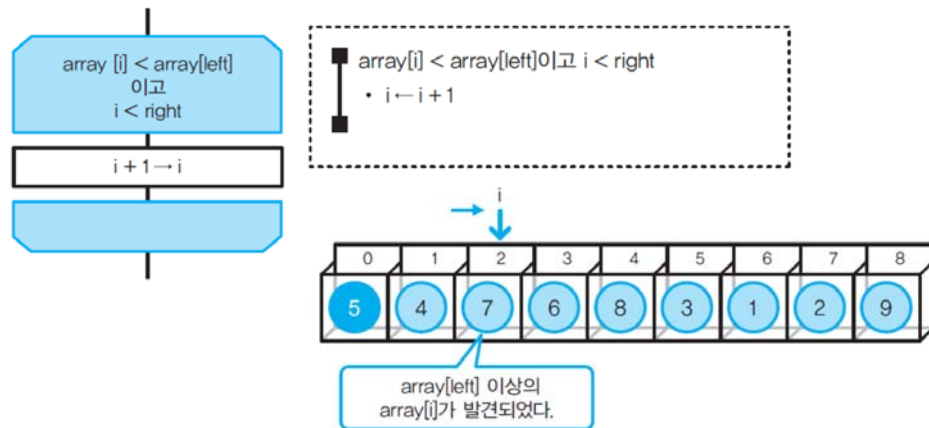 array [i] < array[left]
이고
i < right
i + 1 → i
array[i] < array[left]이고 i < right
• i ← i + 1
i
0 1 2 3 4 5 6 7 8
5 4 7 6 8 3 1 2 9
array[left] 이상의
array[i]가 발견되었다.